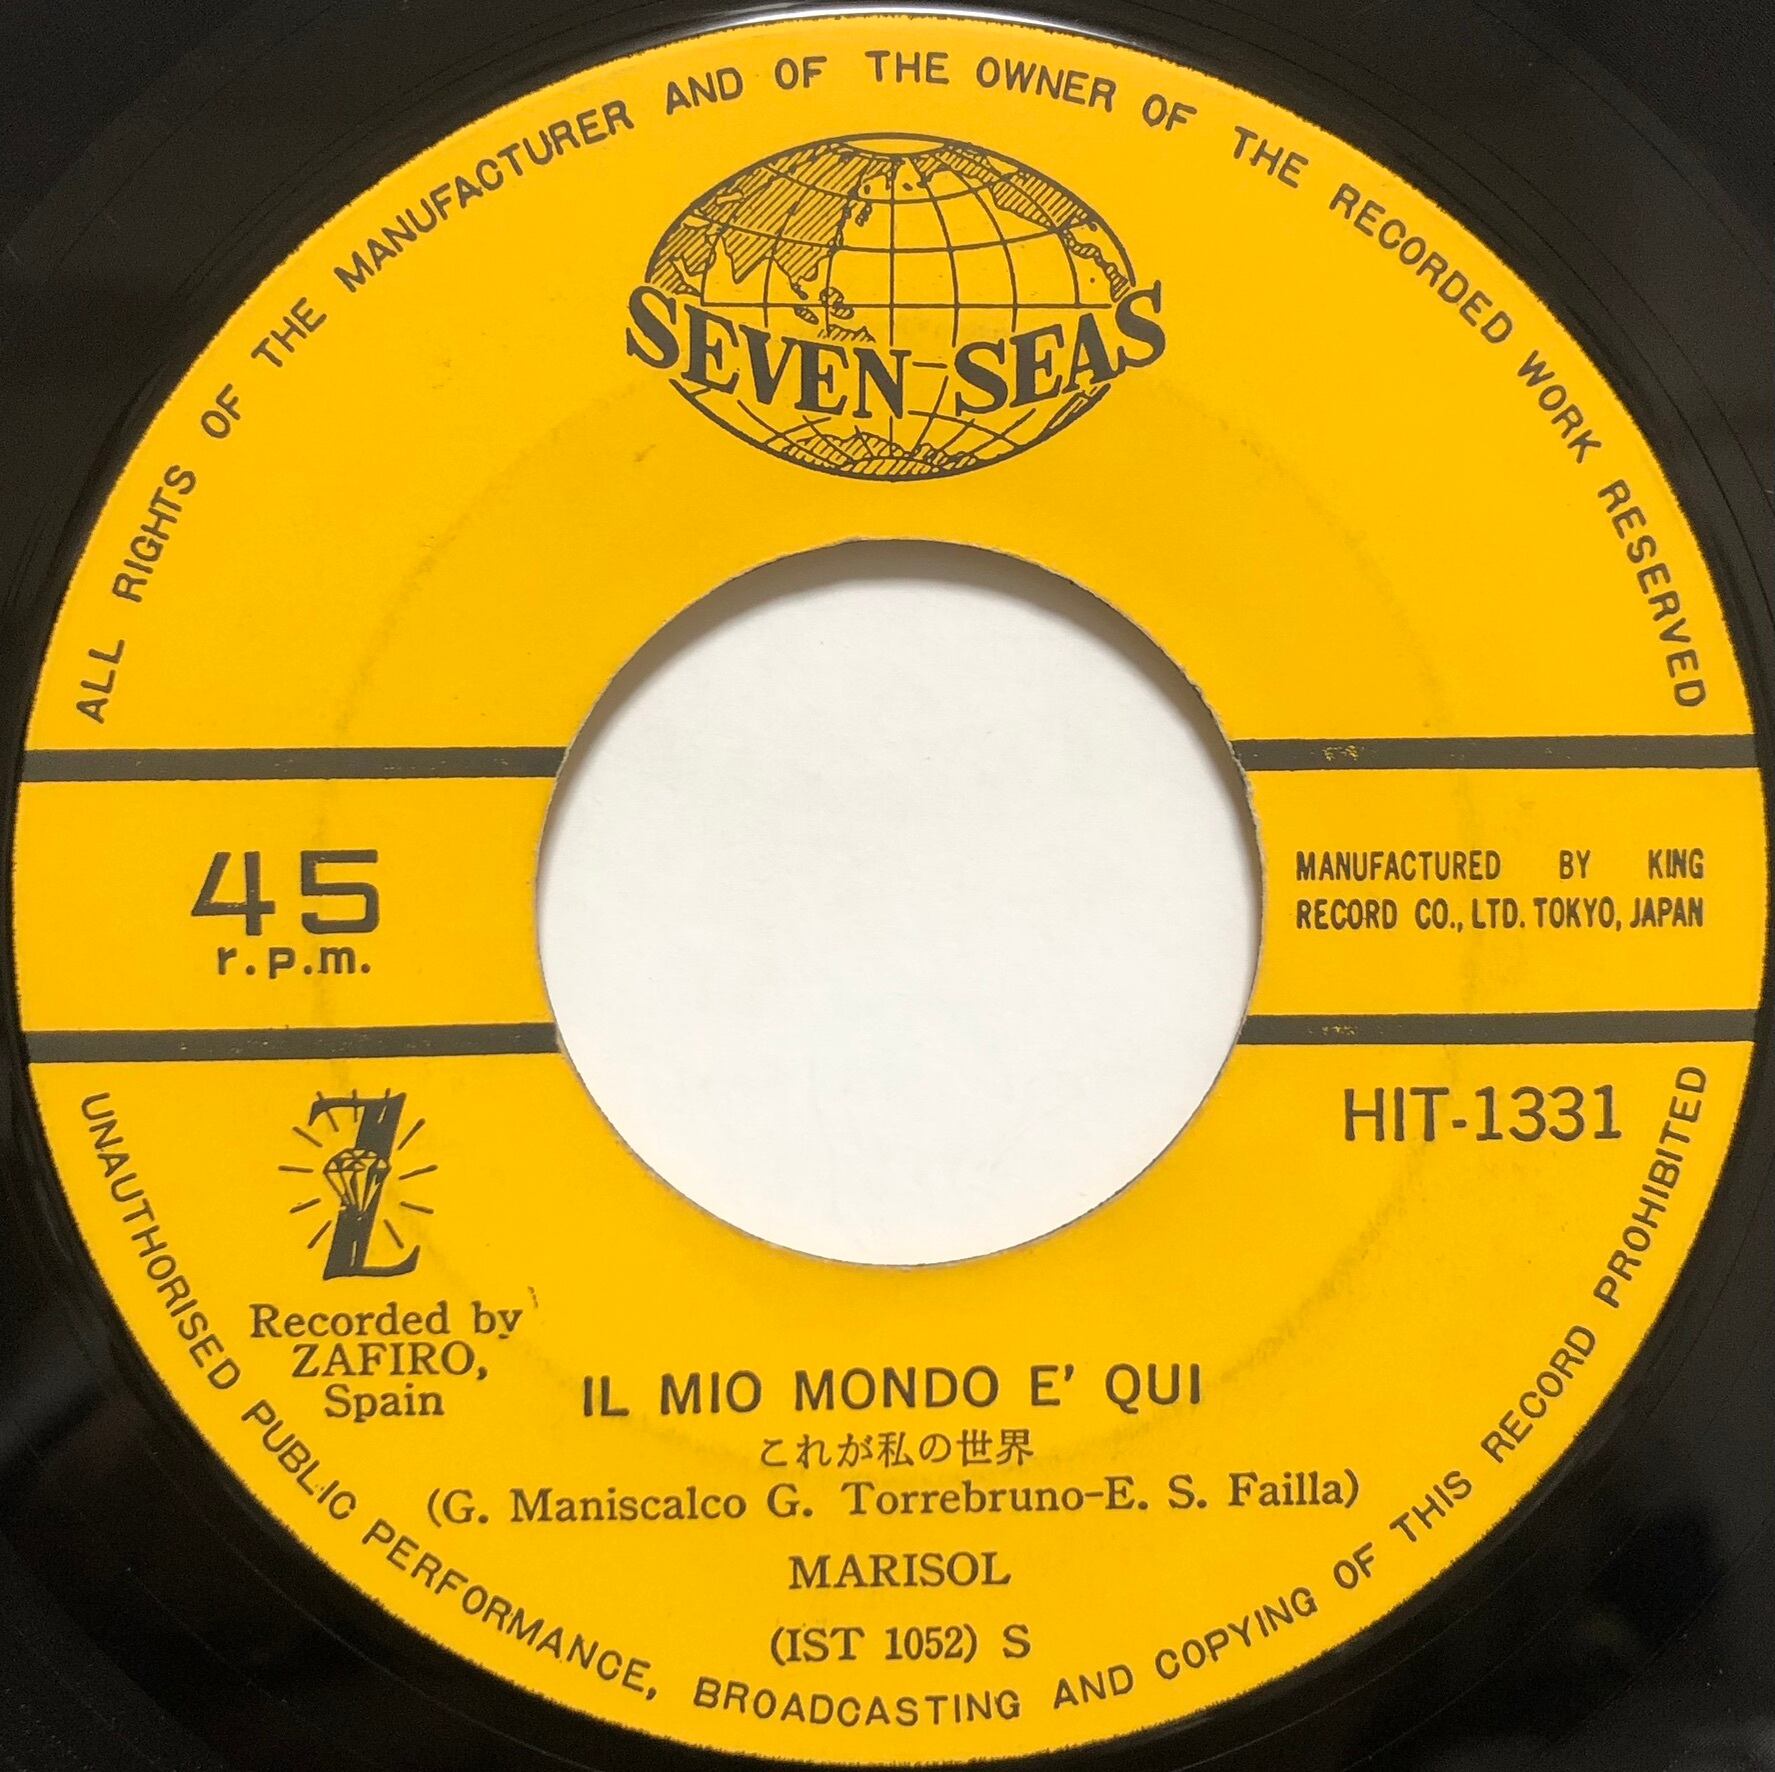 ALL RIGHTS OF THE MANUFACTURER AND OF THE OWNER OF THE RECORDED WORK RESERVED
SEVEN SEAS
45
r.p.m.
MANUFACTURED BY KING
RECORD CO., LTD. TOKYO, JAPAN
HIT-1331
Z
Recorded by
ZAFIRO,
Spain
IL MIO MONDO E' QUI
これが私の世界
(G. Maniscalco G. Torrebruno-E. S. Failla)
MARISOL
(IST 1052) S
UNAUTHORISED PUBLIC PERFORMANCE, BROADCASTING AND COPYING OF THIS RECORD PROHIBITED